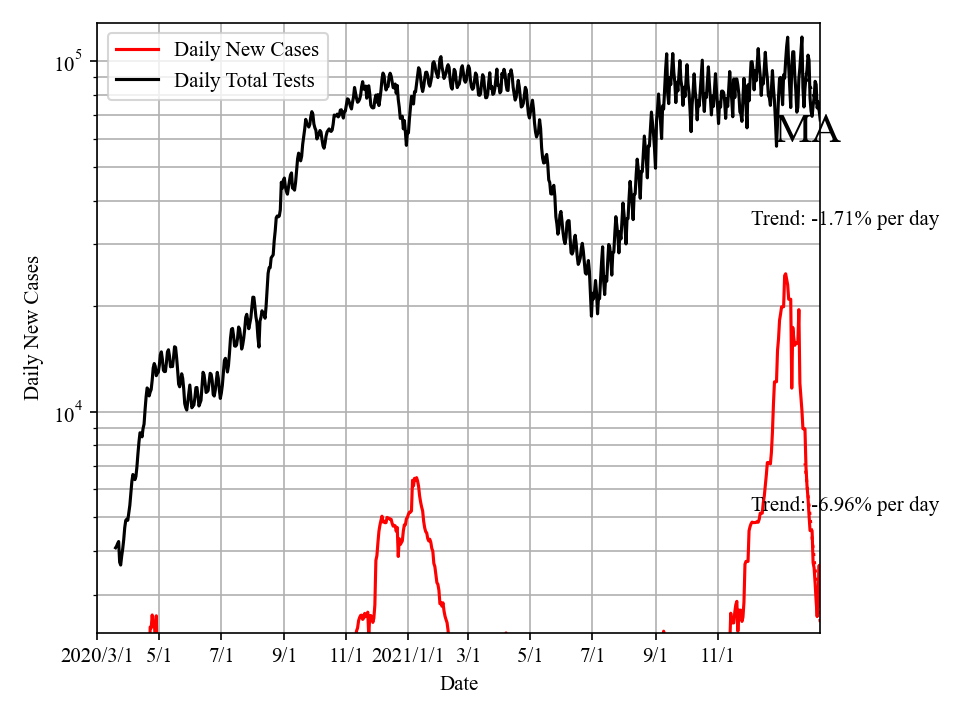 Daily New Cases
Daily Total Tests
10^5
MA
Trend: -1.71% per day
Daily New Cases
10^4
Trend: -6.96% per day
2020/3/1 5/1 7/1 9/1 11/1 2021/1/1 3/1 5/1 7/1 9/1 11/1
Date